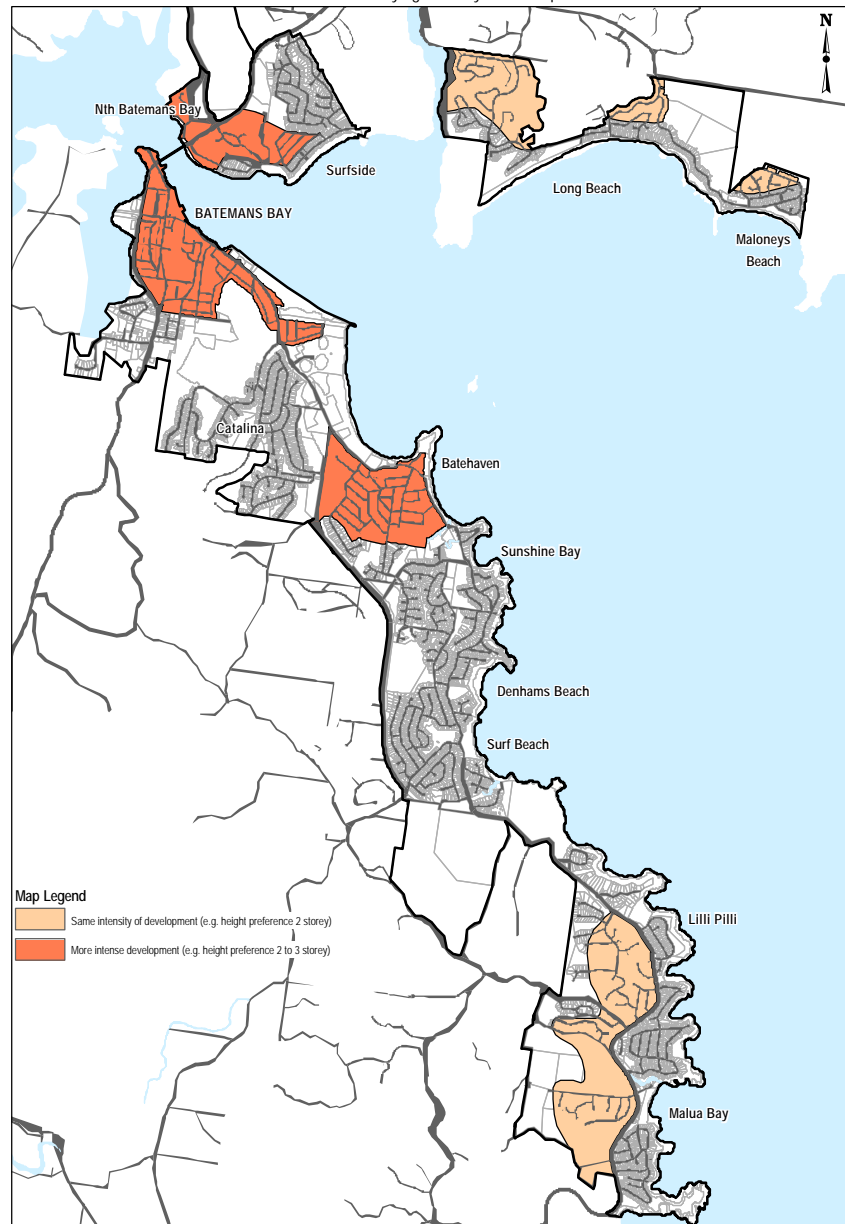 N
Nth Batemans Bay
Surfside
Long Beach
BATEMANS BAY
Maloneys
Beach
Catalina
Batehaven
Sunshine Bay
Denhams Beach
Surf Beach
Map Legend
Same intensity of development (e.g. height preference 2 storey)
More intense development (e.g. height preference 2 to 3 storey)
Lilli Pilli
Malua Bay